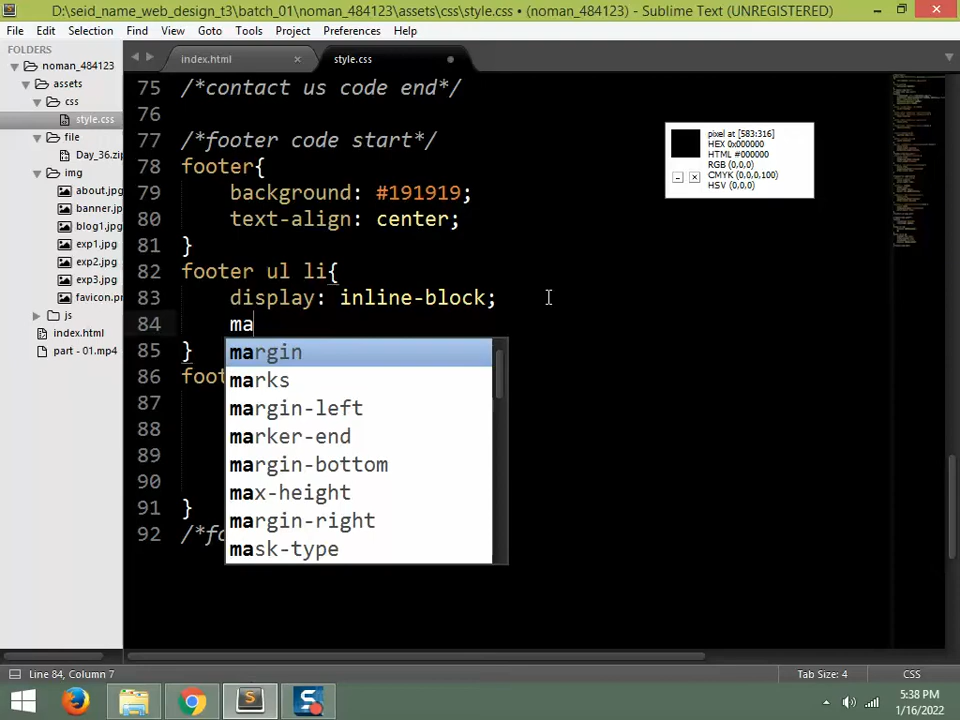 D:\seid_name_web_design_t3\batch_01\noman_484123\assets\css\style.css • (noman_484123) - Sublime Text (UNREGISTERED)
File Edit Selection Find View Goto Tools Project Preferences Help
FOLDERS
noman_484123
assets
css
style.css
file
Day_36.zip
img
about.jpg
banner.jp
blog1.jpg
exp1.jpg
exp2.jpg
exp3.jpg
favicon.pn
js
index.html
part - 01.mp4
index.html × style.css
75 /*contact us code end*/
76
77 /*footer code start*/
78 footer{
79 background: #191919;
80 text-align: center;
81 }
82 footer ul li{
83 display: inline-block;
84 ma
85 }
86 foot
87
88
89
90
91 }
92 /*fo
margin
marks
margin-left
marker-end
margin-bottom
max-height
margin-right
mask-type
pixel at [583:316]
HEX 0x000000
HTML #000000
RGB (0,0,0)
CMYK (0,0,0,100)
HSV (0,0,0)
Line 84, Column 7
Tab Size: 4
CSS
5:38 PM
1/16/2022